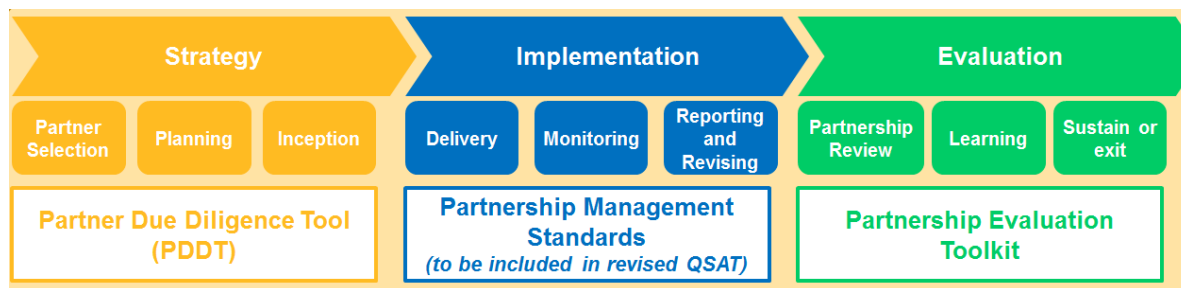 Strategy
Implementation
Evaluation
Partner
Selection
Planning
Inception
Delivery
Monitoring
Reporting
and
Revising
Partnership
Review
Learning
Sustain or
exit
Partner Due Diligence Tool
(PDDT)
Partnership Management
Standards
(to be included in revised QSAT)
Partnership Evaluation
Toolkit